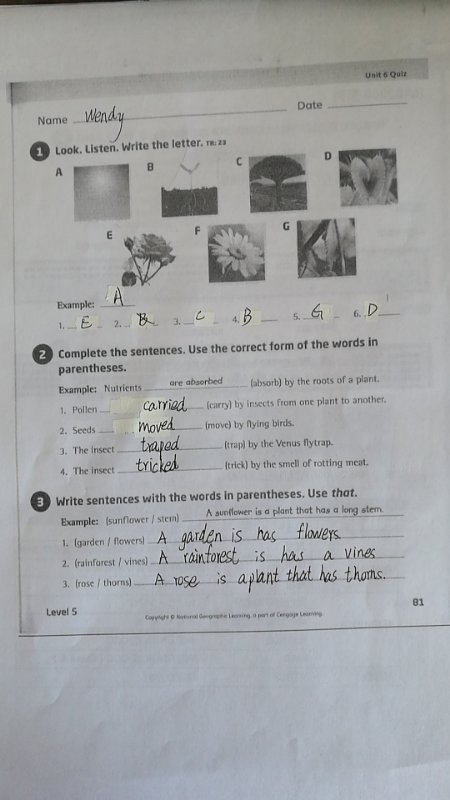 Unit 6 Quiz
Name Wendy Date
1 Look. Listen. Write the letter. TR: 23
A B C D
E F G
Example: A
1. E 2. B 3. C 4. B 5. G 6. D
2 Complete the sentences. Use the correct form of the words in
parentheses.
Example: Nutrients are absorbed (absorb) by the roots of a plant.
1. Pollen carried (carry) by insects from one plant to another.
2. Seeds moved (move) by flying birds.
3. The insect traped (trap) by the Venus flytrap.
4. The insect tricked (trick) by the smell of rotting meat.
3 Write sentences with the words in parentheses. Use that.
Example: (sunflower / stem) A sunflower is a plant that has a long stem.
1. (garden / flowers) A garden is has flowers.
2. (rainforest / vines) A rainforest is has a vines
3. (rose / thorns) A rose is a plant that has thorns.
Level 5 Copyright © National Geographic Learning, a part of Cengage Learning 81